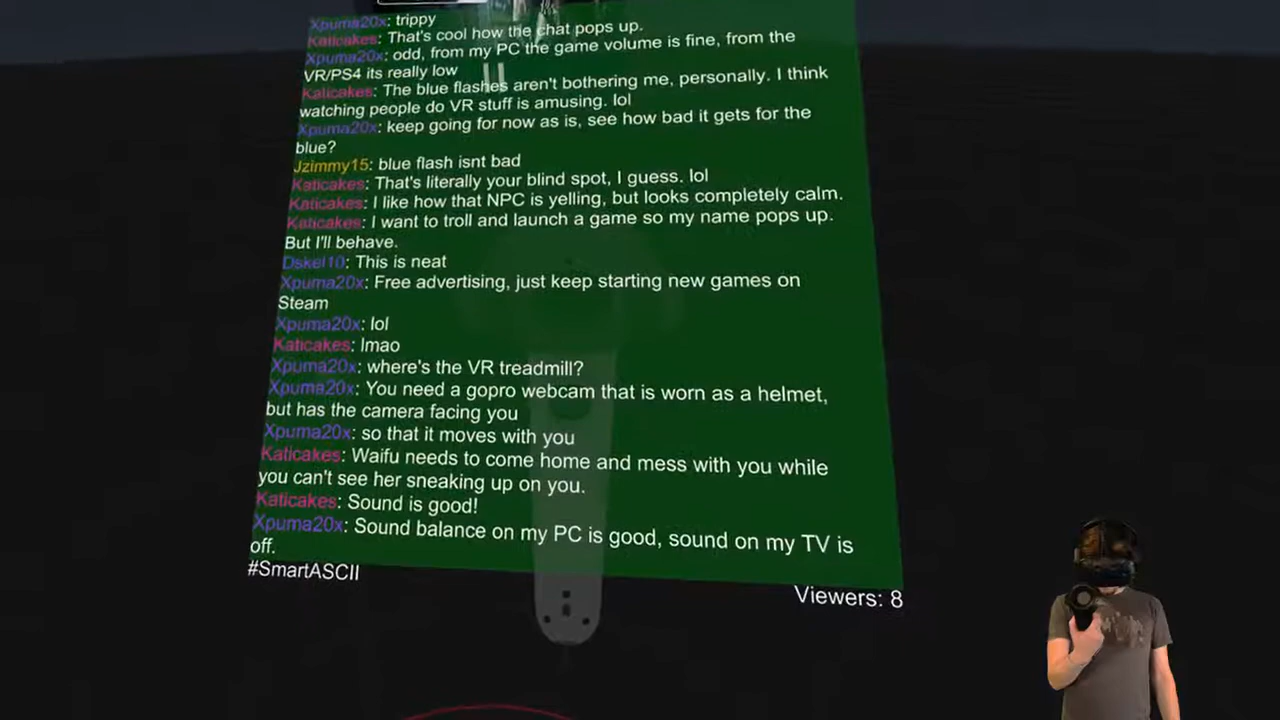 Xpuma20x: trippy
Katicakes: That's cool how the chat pops up.
Xpuma20x: odd, from my PC the game volume is fine, from the
VR/PS4 its really low
Katicakes: The blue flashes aren't bothering me, personally. I think
watching people do VR stuff is amusing. lol
Xpuma20x: keep going for now as is, see how bad it gets for the
blue?
Jzimmy15: blue flash isnt bad
Katicakes: That's literally your blind spot, I guess. lol
Katicakes: I like how that NPC is yelling, but looks completely calm.
Katicakes: I want to troll and launch a game so my name pops up.
But I'll behave.
Dskel10: This is neat
Xpuma20x: Free advertising, just keep starting new games on
Steam
Xpuma20x: lol
Katicakes: lmao
Xpuma20x: where's the VR treadmill?
Xpuma20x: You need a gopro webcam that is worn as a helmet,
but has the camera facing you
Xpuma20x: so that it moves with you
Katicakes: Waifu needs to come home and mess with you while
you can't see her sneaking up on you.
Katicakes: Sound is good!
Xpuma20x: Sound balance on my PC is good, sound on my TV is
off.
#SmartASCII
Viewers: 8